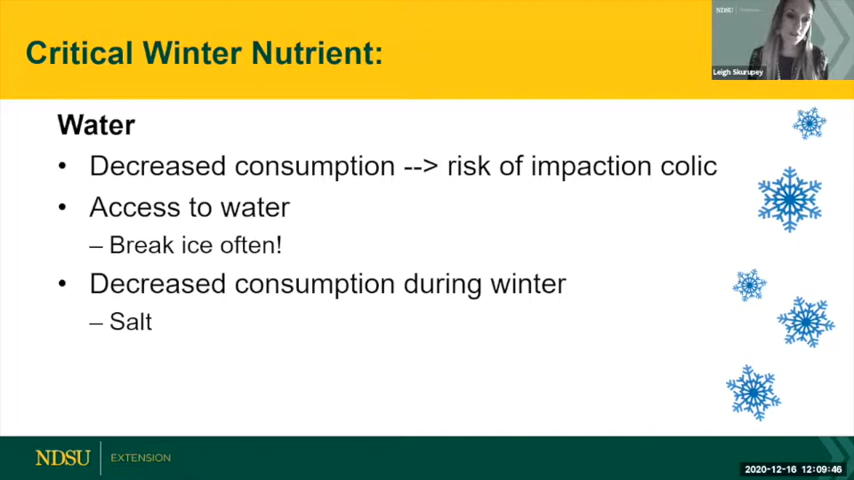 Critical Winter Nutrient:
NDSU
Leigh Skurupey
Water
• Decreased consumption --> risk of impaction colic
• Access to water
– Break ice often!
• Decreased consumption during winter
– Salt
NDSU EXTENSION
2020-12-16 12:09:46